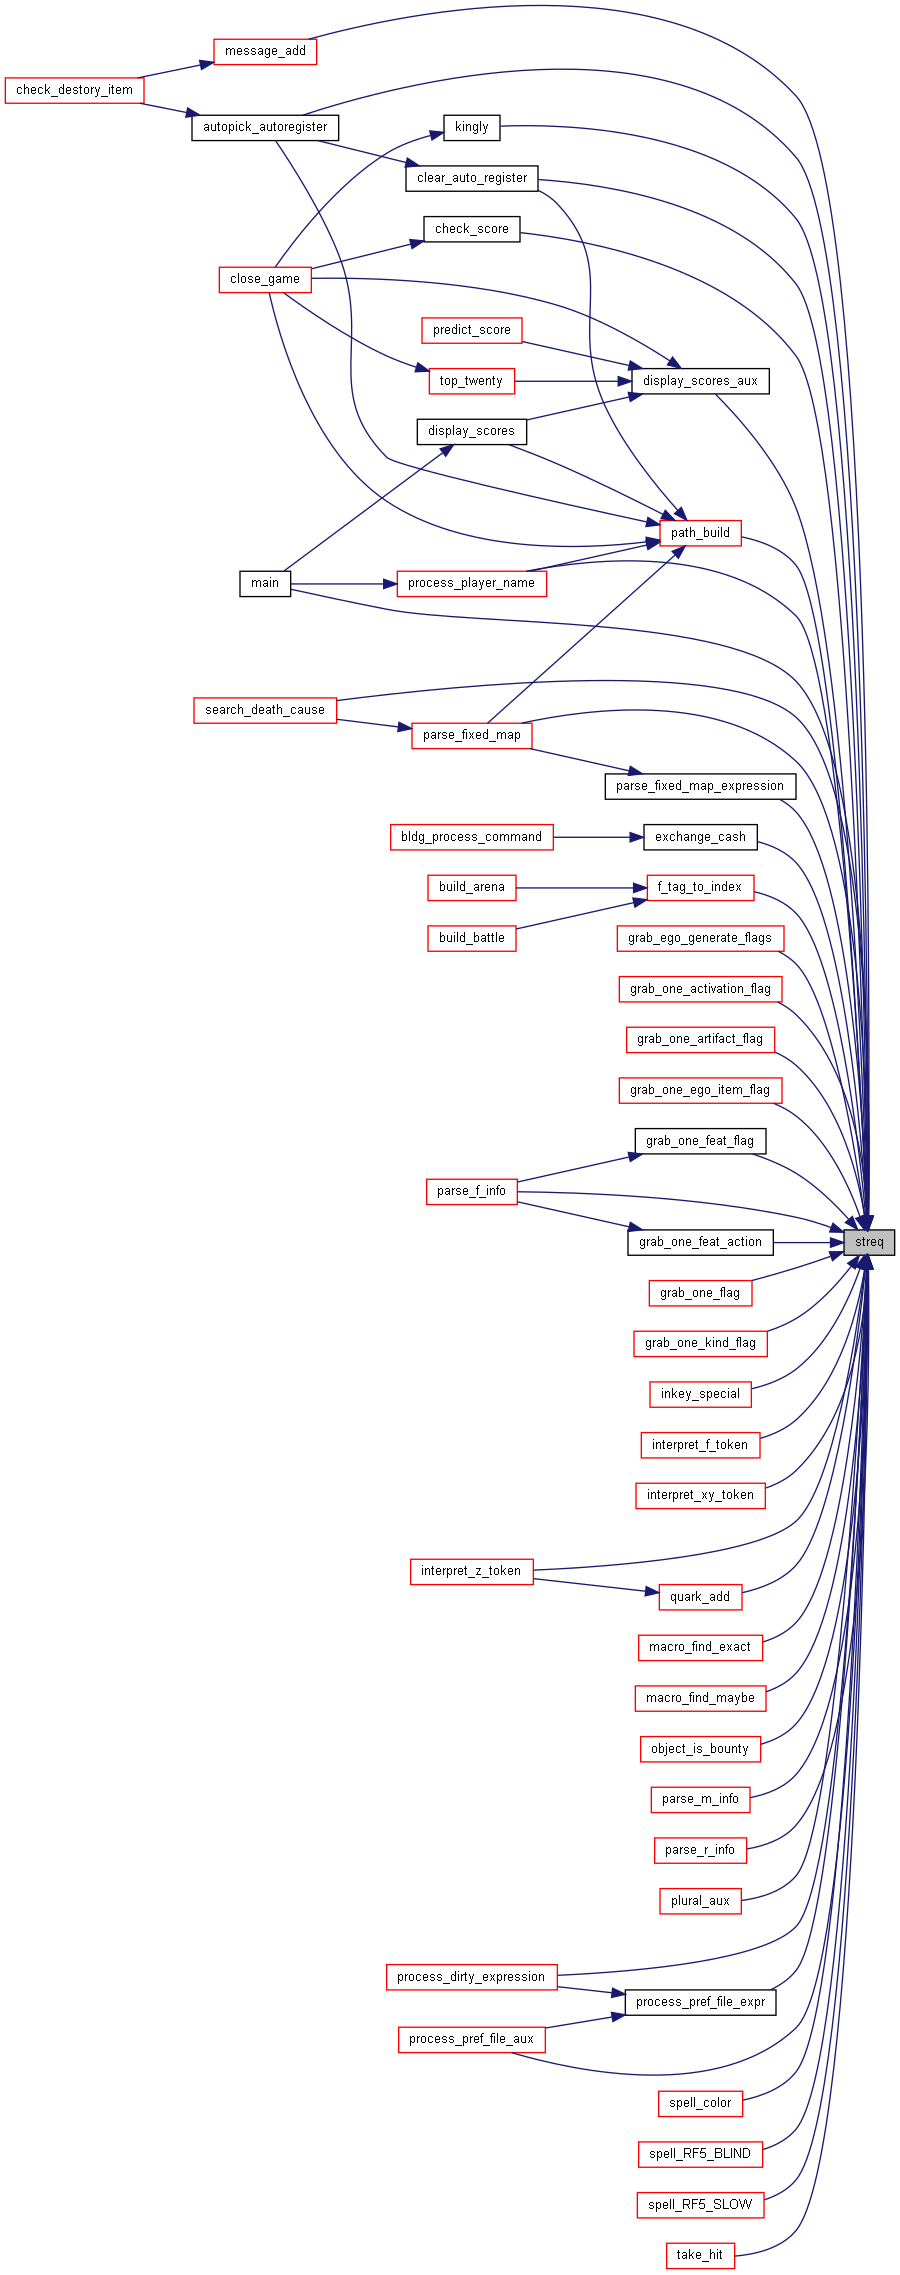 message_add
check_destory_item
autopick_autoregister
kingly
clear_auto_register
check_score
close_game
predict_score
top_twenty
display_scores_aux
display_scores
path_build
main
process_player_name
search_death_cause
parse_fixed_map
parse_fixed_map_expression
bldg_process_command
exchange_cash
build_arena
f_tag_to_index
build_battle
grab_ego_generate_flags
grab_one_activation_flag
grab_one_artifact_flag
grab_one_ego_item_flag
grab_one_feat_flag
parse_f_info
grab_one_feat_action
streq
grab_one_flag
grab_one_kind_flag
inkey_special
interpret_f_token
interpret_xy_token
interpret_z_token
quark_add
macro_find_exact
macro_find_maybe
object_is_bounty
parse_m_info
parse_r_info
plural_aux
process_dirty_expression
process_pref_file_expr
process_pref_file_aux
spell_color
spell_RF5_BLIND
spell_RF5_SLOW
take_hit